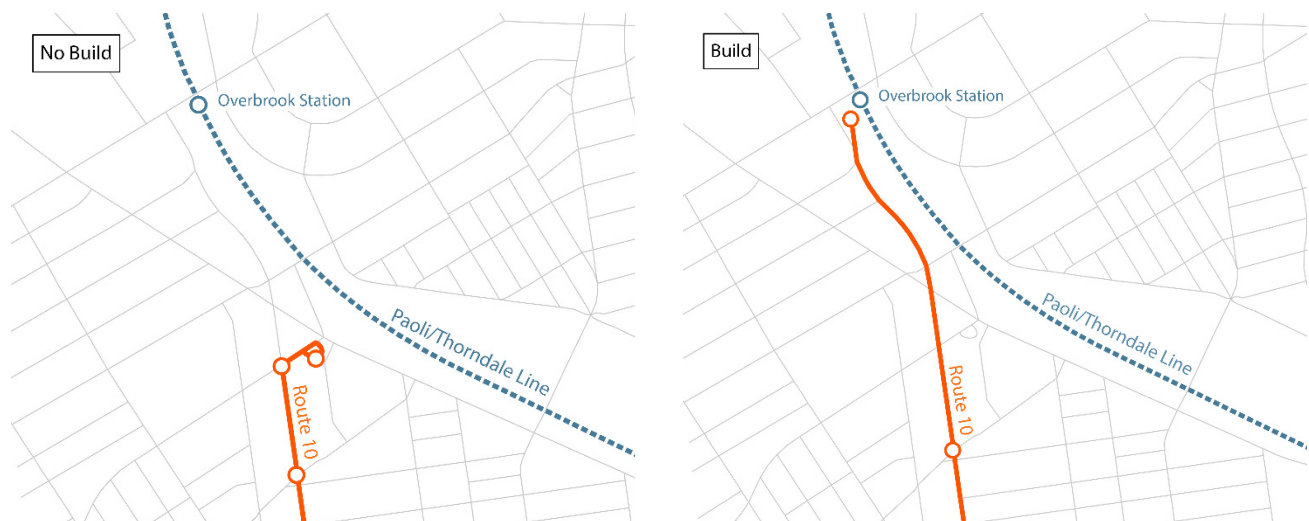 No Build
Overbrook Station
Paoli/Thorndale Line
Route 10
Build
Overbrook Station
Paoli/Thorndale Line
Route 10